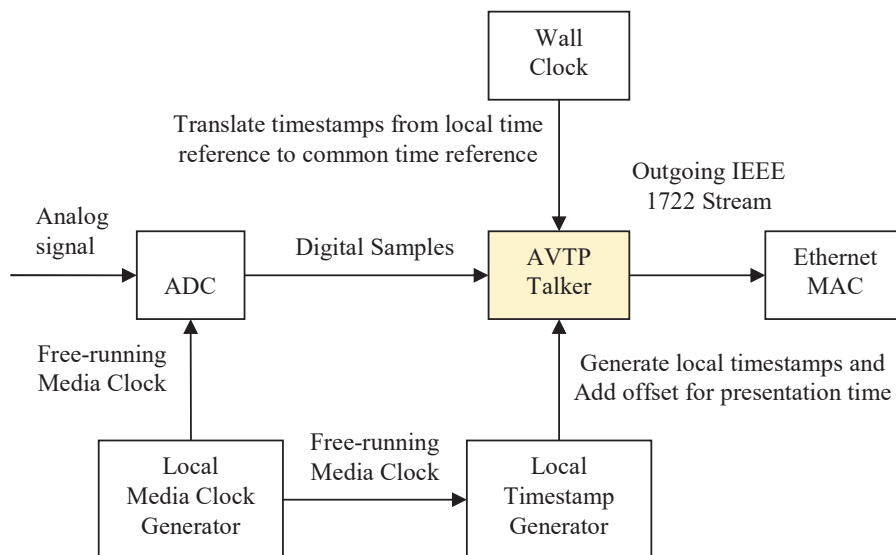 Wall
Clock
Translate timestamps from local time
reference to common time reference
Outgoing IEEE
1722 Stream
Analog
signal
ADC
Digital Samples
AVTP
Talker
Ethernet
MAC
Free-running
Media Clock
Generate local timestamps and
Add offset for presentation time
Local
Media Clock
Generator
Free-running
Media Clock
Local
Timestamp
Generator